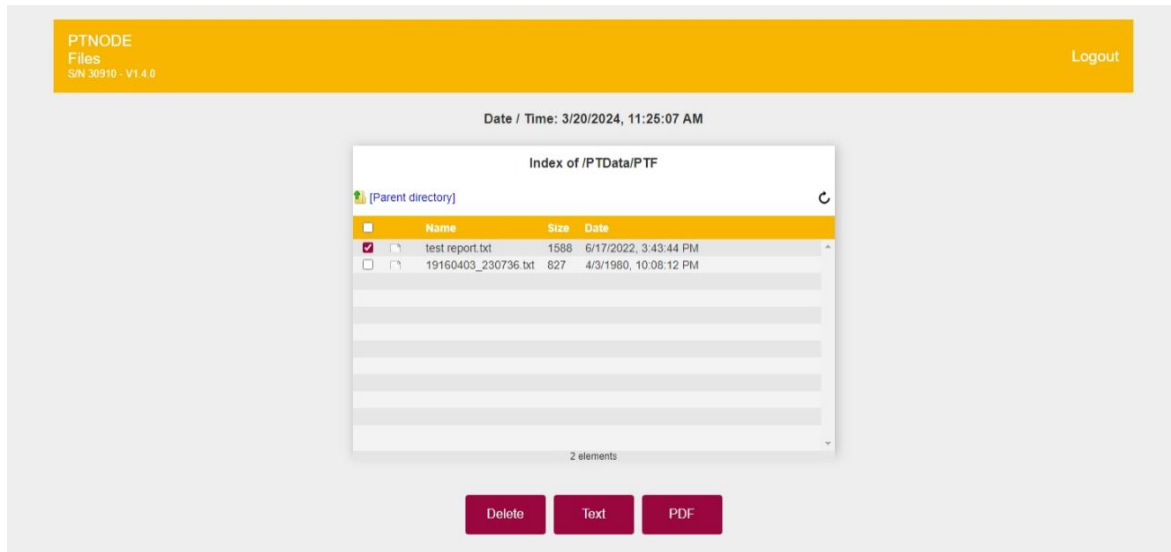 PTNODE
Files
S/N 30910 - V1.4.0
Logout
Date / Time: 3/20/2024, 11:25:07 AM
Index of /PTData/PTF
[Parent directory]
Name Size Date
test report.txt 1588 6/17/2022, 3:43:44 PM
19160403_230736.txt 827 4/3/1980, 10:08:12 PM
2 elements
Delete Text PDF